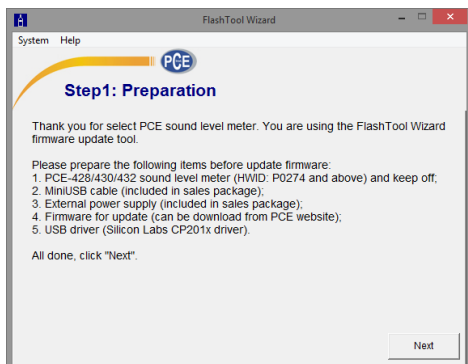 FlashTool Wizard
System Help
PCE
Step1: Preparation
Thank you for select PCE sound level meter. You are using the FlashTool Wizard
firmware update tool.
Please prepare the following items before update firmware:
1. PCE-428/430/432 sound level meter (HWID: P0274 and above) and keep off;
2. MiniUSB cable (included in sales package);
3. External power supply (included in sales package);
4. Firmware for update (can be download from PCE website);
5. USB driver (Silicon Labs CP201x driver).
All done, click "Next".
Next